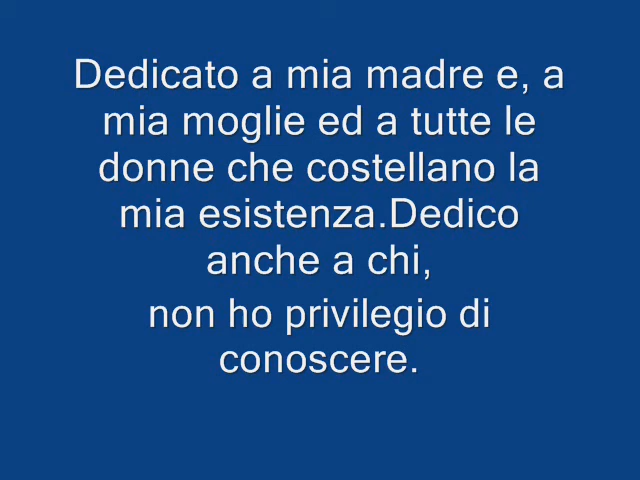 Dedicato a mia madre e, a
mia moglie ed a tutte le
donne che costellano la
mia esistenza.Dedico
anche a chi,
non ho privilegio di
conoscere.